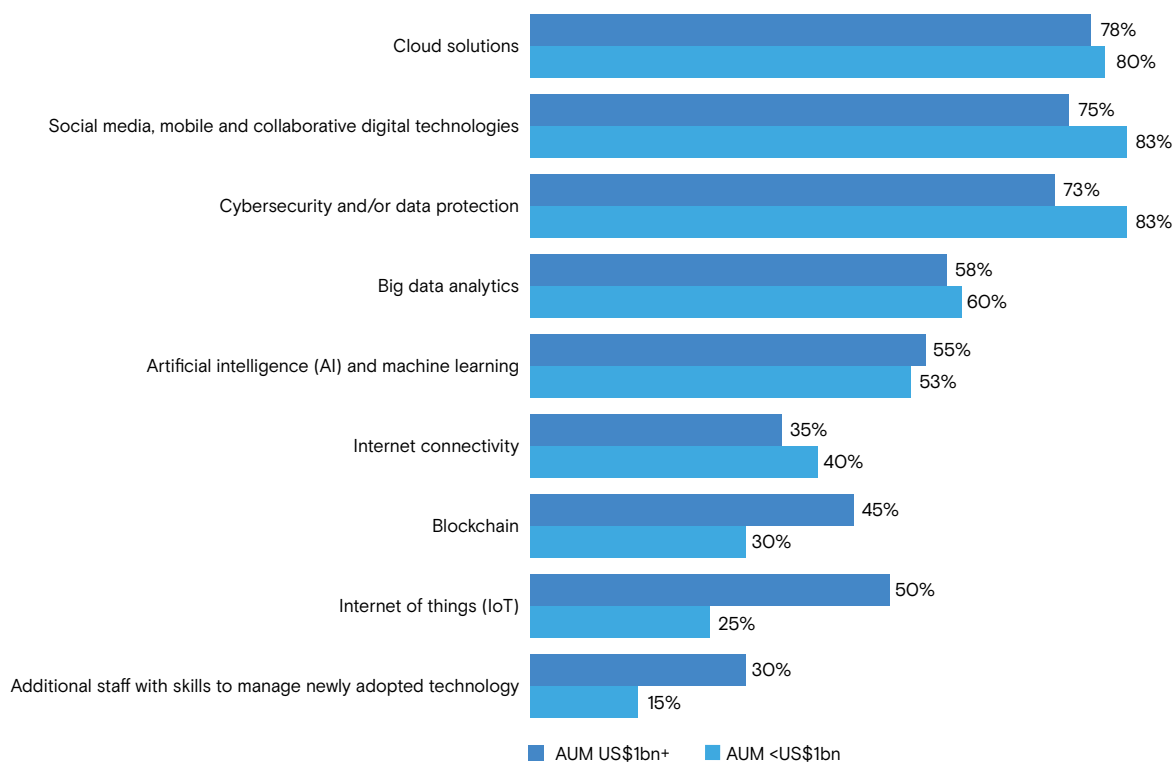 Cloud solutions
78%
80%
Social media, mobile and collaborative digital technologies
75%
83%
Cybersecurity and/or data protection
73%
83%
Big data analytics
58%
60%
Artificial intelligence (AI) and machine learning
55%
53%
Internet connectivity
35%
40%
Blockchain
45%
30%
Internet of things (IoT)
50%
25%
Additional staff with skills to manage newly adopted technology
30%
15%
AUM US$1bn+ AUM <US$1bn